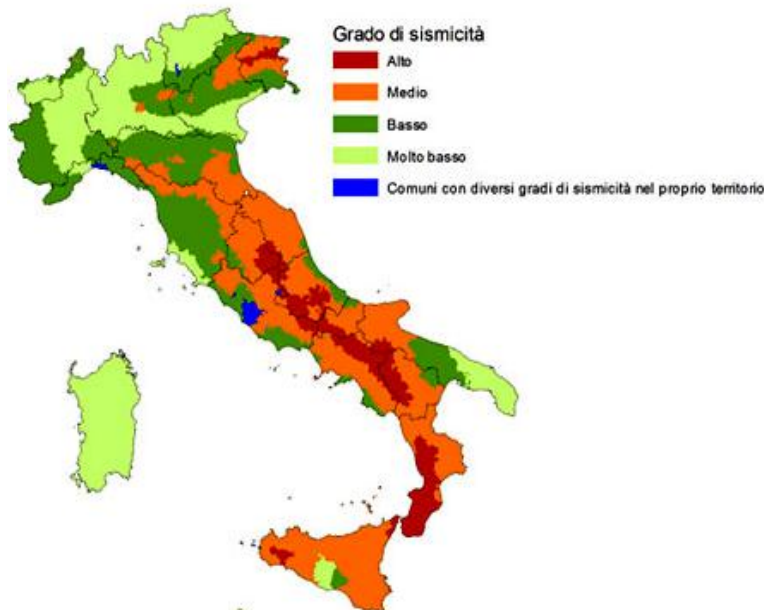 Grado di sismicità
Alto
Medio
Basso
Molto basso
Comuni con diversi gradi di sismicità nel proprio territorio